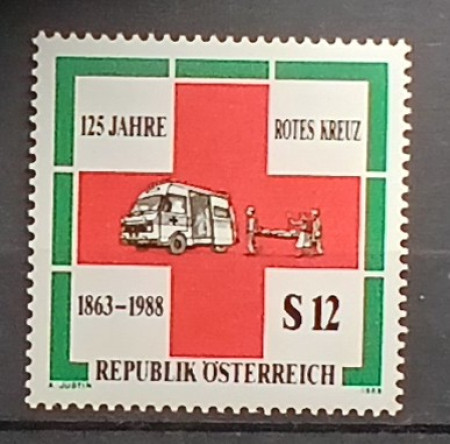 125 JAHRE
ROTES KREUZ
1863–1988
S 12
REPUBLIK ÖSTERREICH
A. JUSTIN
1988